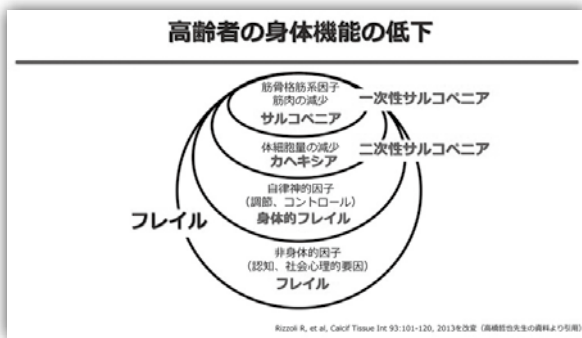 高齢者の身体機能の低下
筋骨格筋系因子
筋肉の減少
サルコペニア
一次性サルコペニア
体細胞量の減少
カヘキシア
二次性サルコペニア
自律神的因子
(調節、コントロール)
身体的フレイル
フレイル
非身体的因子
(認知、社会心理的要因)
フレイル
Rizzoli R, et al, Calcif Tissue Int 93:101-120, 2013を改変（高橋哲也先生の資料より引用）